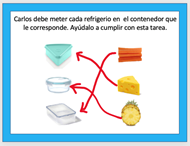 Carlos debe meter cada refrigerio en el contenedor que
le corresponde. Ayúdalo a cumplir con esta tarea.